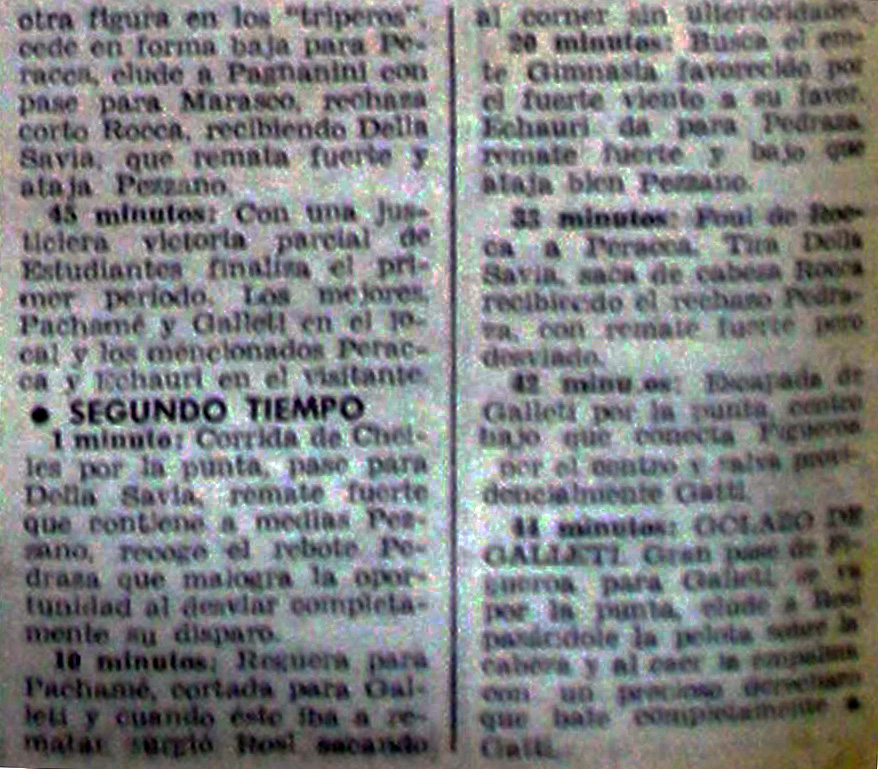 otra figura en los "triperos",
cede en forma baja para Pe-
racca, elude a Pagnanini con
pase para Marasco, rechaza
corto Rocca, recibiendo Della
Savia, que remata fuerte y
ataja Pezzano.
45 minutos: Con una jus-
ticiera victoria parcial de
Estudiantes finaliza el pri-
mer período. Los mejores,
Pachamé y Galleti en el lo-
cal y los mencionados Perac-
ca y Echauri en el visitante.
● SEGUNDO TIEMPO
1 minuto: Corrida de Chel-
les por la punta, pase para
Della Savia, remate fuerte
que contiene a medias Pez-
zano, recoge el rebote Pe-
draza que malogra la opor-
tunidad al desviar completa-
mente su disparo.
10 minutos: Reguera para
Pachamé, cortada para Gal-
leti y cuando éste iba a re-
matar surgió Rosl sacando
al corner sin ulterioridades.
20 minutos: Busca el em-
te Gimnasia favorecido por
el fuerte viento a su favor.
Echauri da para Pedraza,
remate fuerte y bajo que
ataja bien Pezzano.
33 minutos: Foul de Roc-
ca a Peracca. Tira Della
Savia, saca de cabeza Rocca
recibiendo el rechazo Pedra-
za, con remate fuerte pero
desviado.
42 minu os: Escapada de
Galleti por la punta, centro
bajo que conecta Figueroa
por el centro y salva provi-
dencialmente Gatti.
44 minutos: GOLAZO DE
GALLETI. Gran pase de Fi-
gueroa para Galleti se va
por la punta, elude a Rosl
pasándole la pelota sobre la
cabeza y al caer la empalma
con un precioso derechazo
que bate completamente a
Gatti.